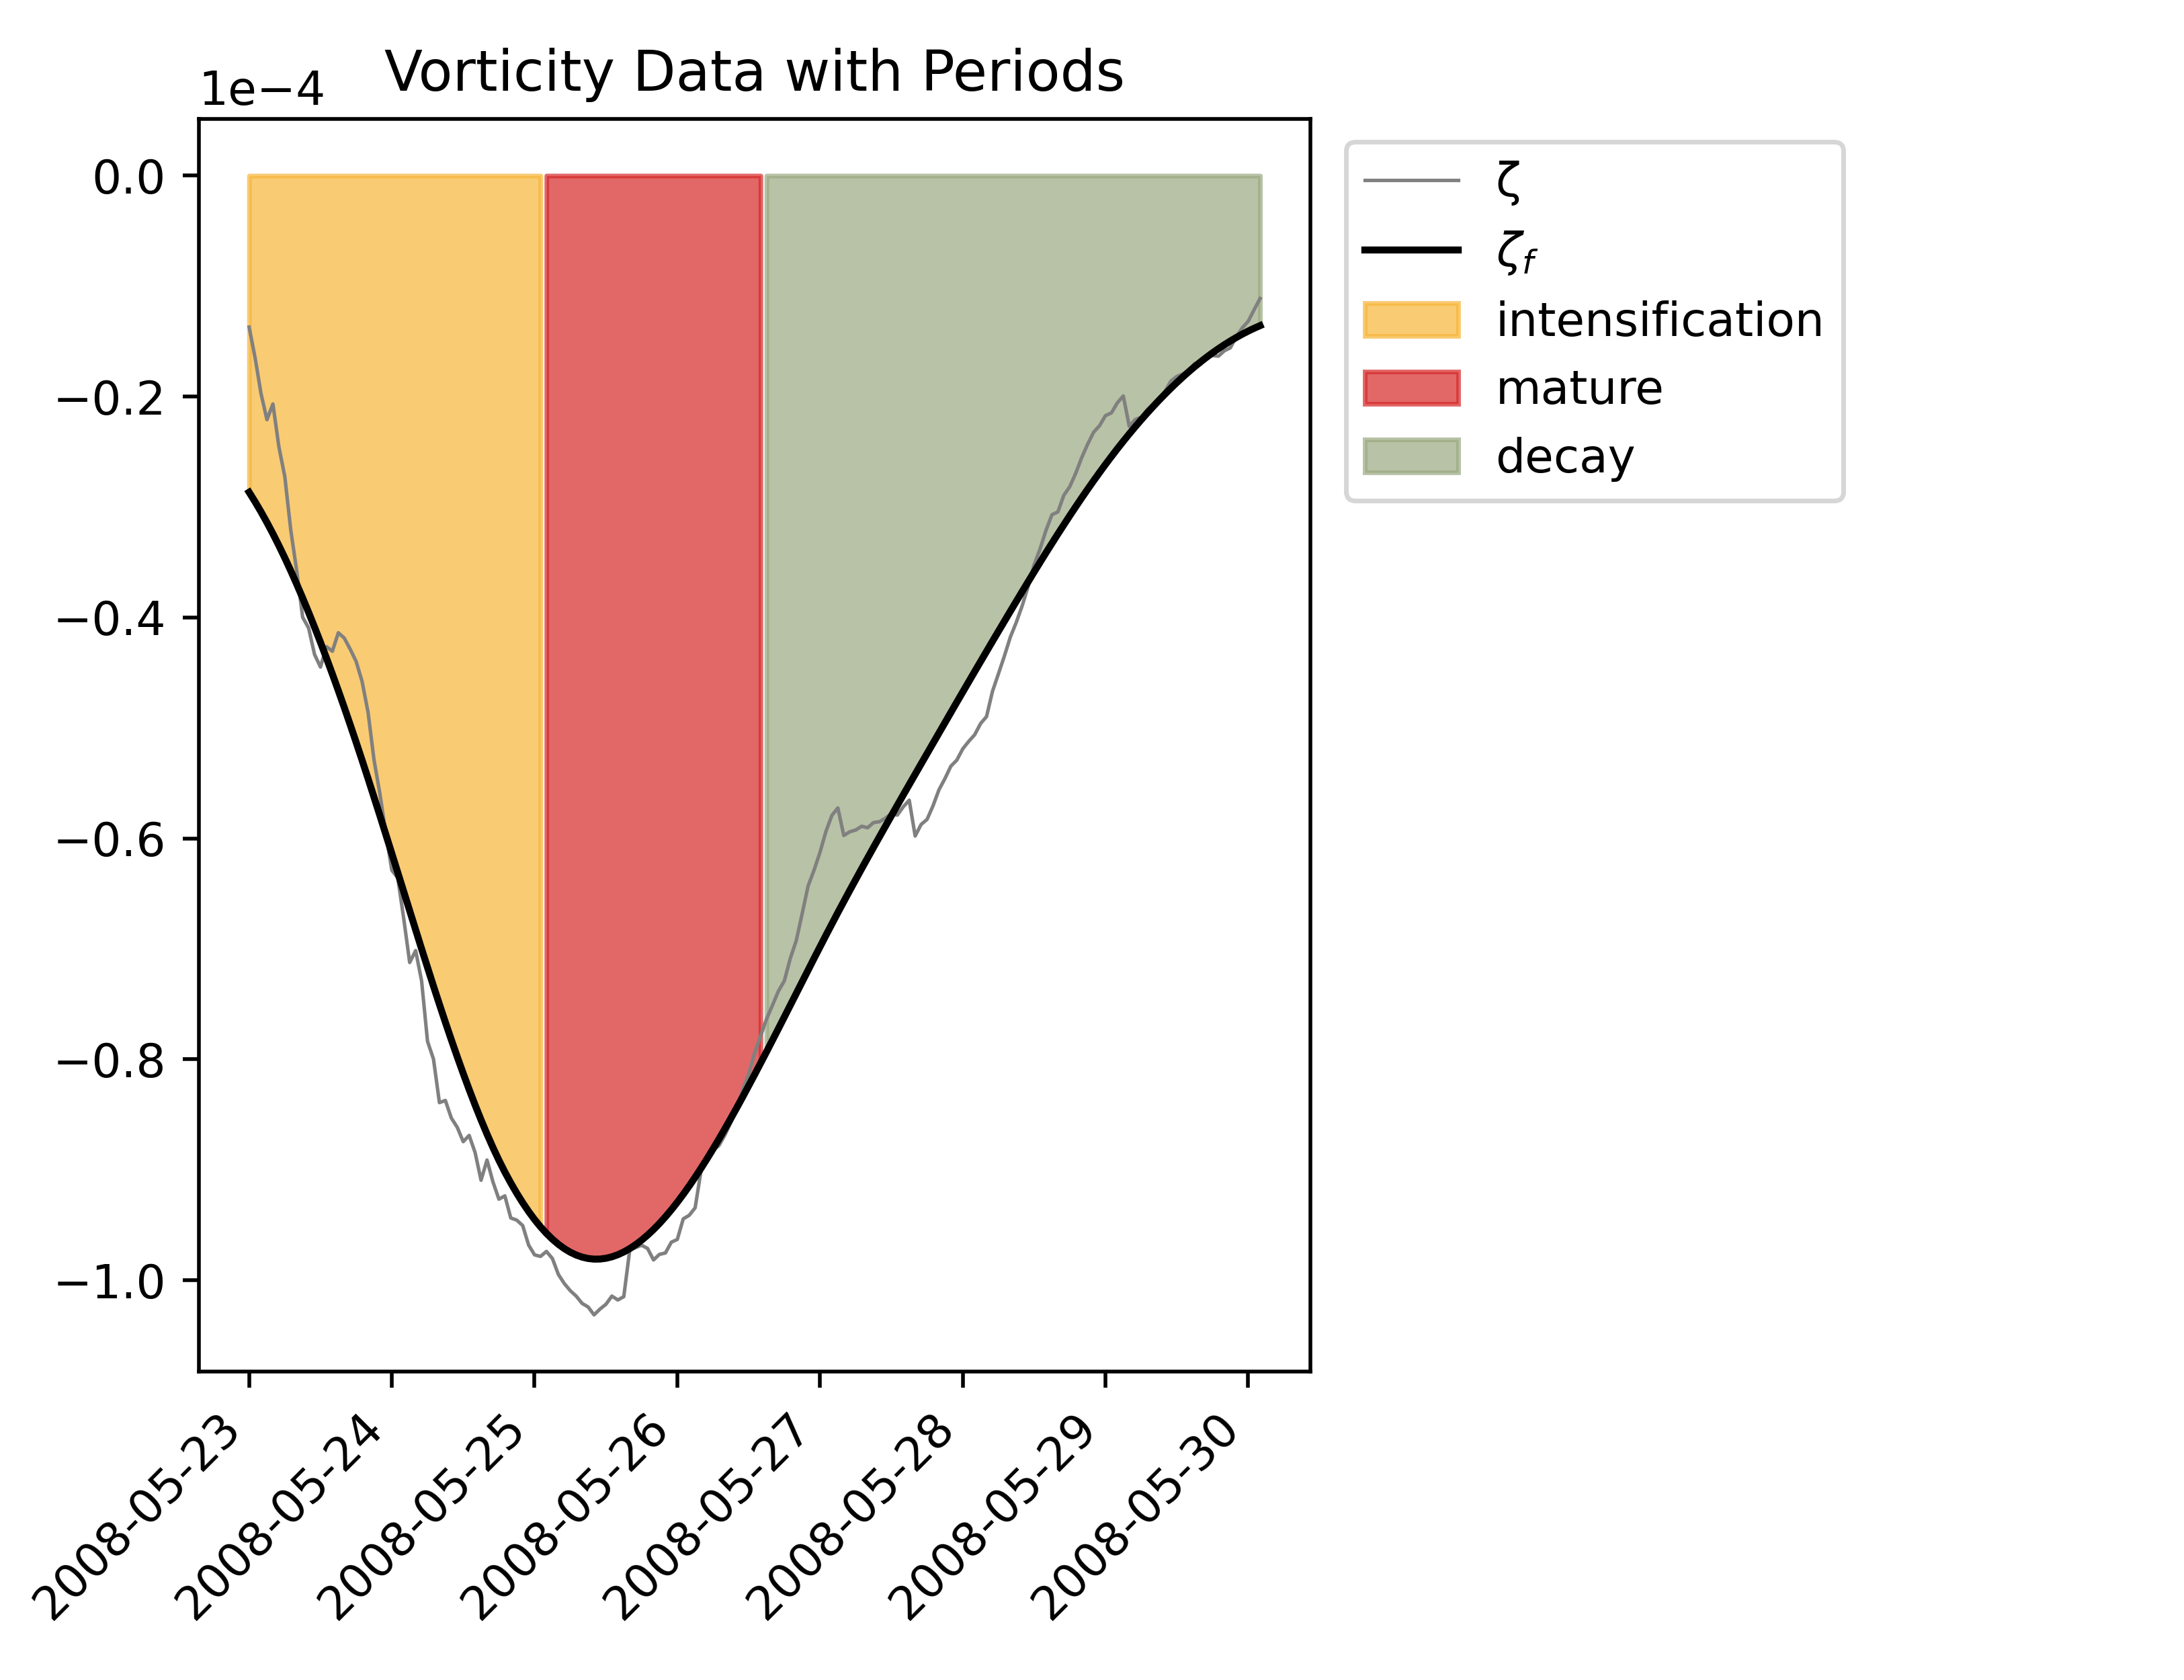 Vorticity Data with Periods
1e−4
0.0
−0.2
−0.4
−0.6
−0.8
−1.0
2008-05-23
2008-05-24
2008-05-25
2008-05-26
2008-05-27
2008-05-28
2008-05-29
2008-05-30
ζ
ζf
intensification
mature
decay